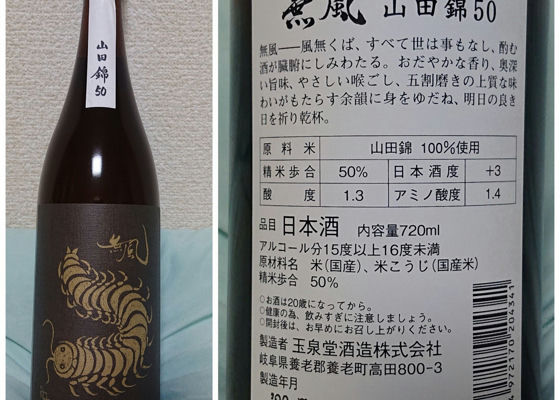 山田錦50
無風
無風 山田錦50
無風――風無くば、すべて世は事もなし、酌む
酒が臓腑にしみわたる。おだやかな香り、奥深
い旨味、やさしい喉ごし、五割磨きの上質な味
わいがもたらす余韻に身をゆだね、明日の良き
日を祈り乾杯。
原料米 山田錦 100%使用
精米歩合 50% 日本酒度 +3
酸度 1.3 アミノ酸度 1.4
品目 日本酒 内容量720ml
アルコール分15度以上16度未満
原材料名 米(国産)、米こうじ(国産米)
精米歩合 50%
○お酒は20歳になってから。
○健康の為、飲みすぎに注意しましょう。
○開封後は、お早めにお召し上がりください。
製造者 玉泉堂酒造株式会社
岐阜県養老郡養老町高田800-3
製造年月
4972170204341